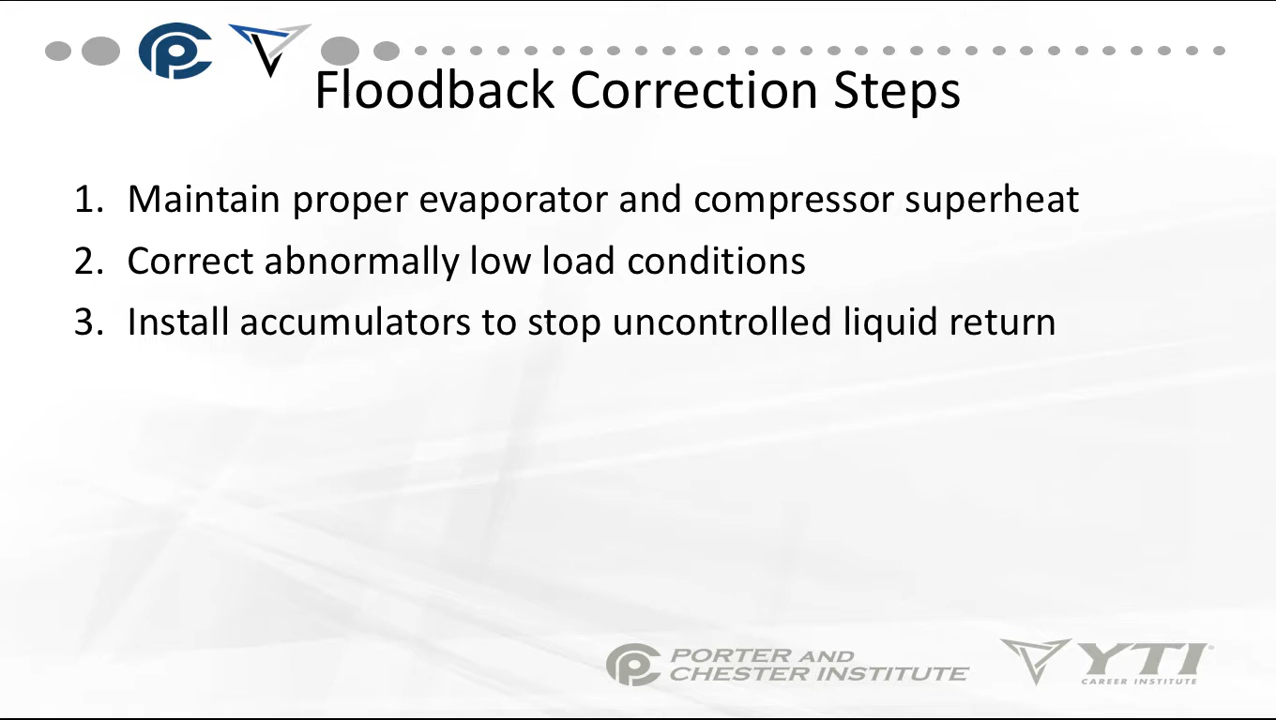 Floodback Correction Steps
1. Maintain proper evaporator and compressor superheat
2. Correct abnormally low load conditions
3. Install accumulators to stop uncontrolled liquid return
PORTER AND
CHESTER INSTITUTE
YTI
CAREER INSTITUTE